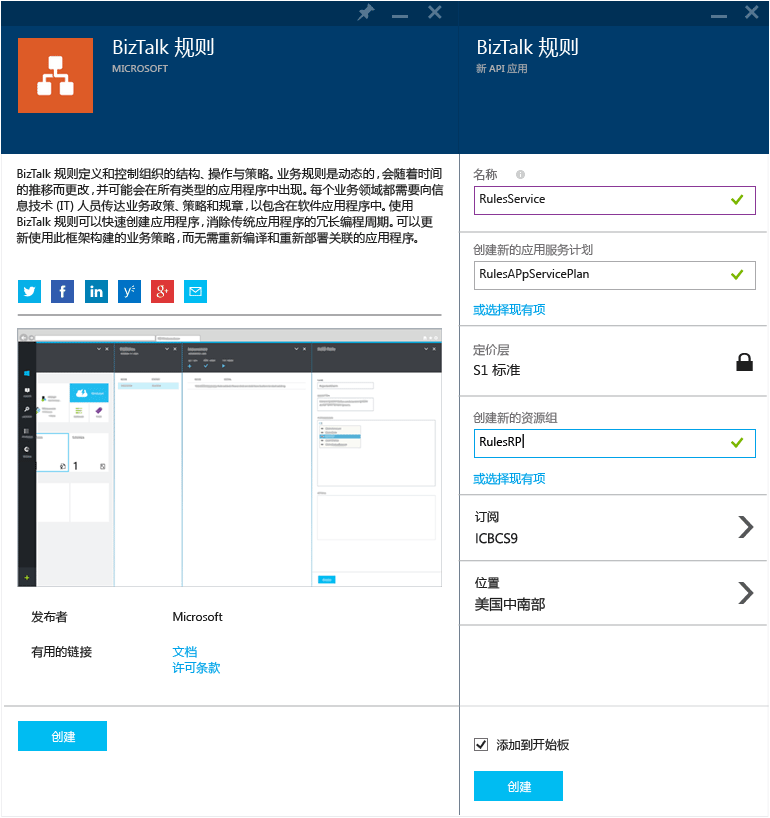 BizTalk 规则
MICROSOFT
BizTalk 规则定义和控制组织的结构、操作与策略。业务规则是动态的，会随着时间
的推移而更改，并可能会在所有类型的应用程序中出现。每个业务领域都需要向信
息技术 (IT) 人员传达业务政策、策略和规章，以包含在软件应用程序中。使用
BizTalk 规则可以快速创建应用程序，消除传统应用程序的冗长编程周期。可以更
新使用此框架构建的业务策略，而无需重新编译和重新部署关联的应用程序。
发布者
Microsoft
有用的链接
文档
许可条款
创建
BizTalk 规则
新 API 应用
名称
RulesService
创建新的应用服务计划
RulesAPpServicePlan
或选择现有项
定价层
S1 标准
创建新的资源组
RulesRP
或选择现有项
订阅
ICBCS9
位置
美国中南部
添加到开始板
创建